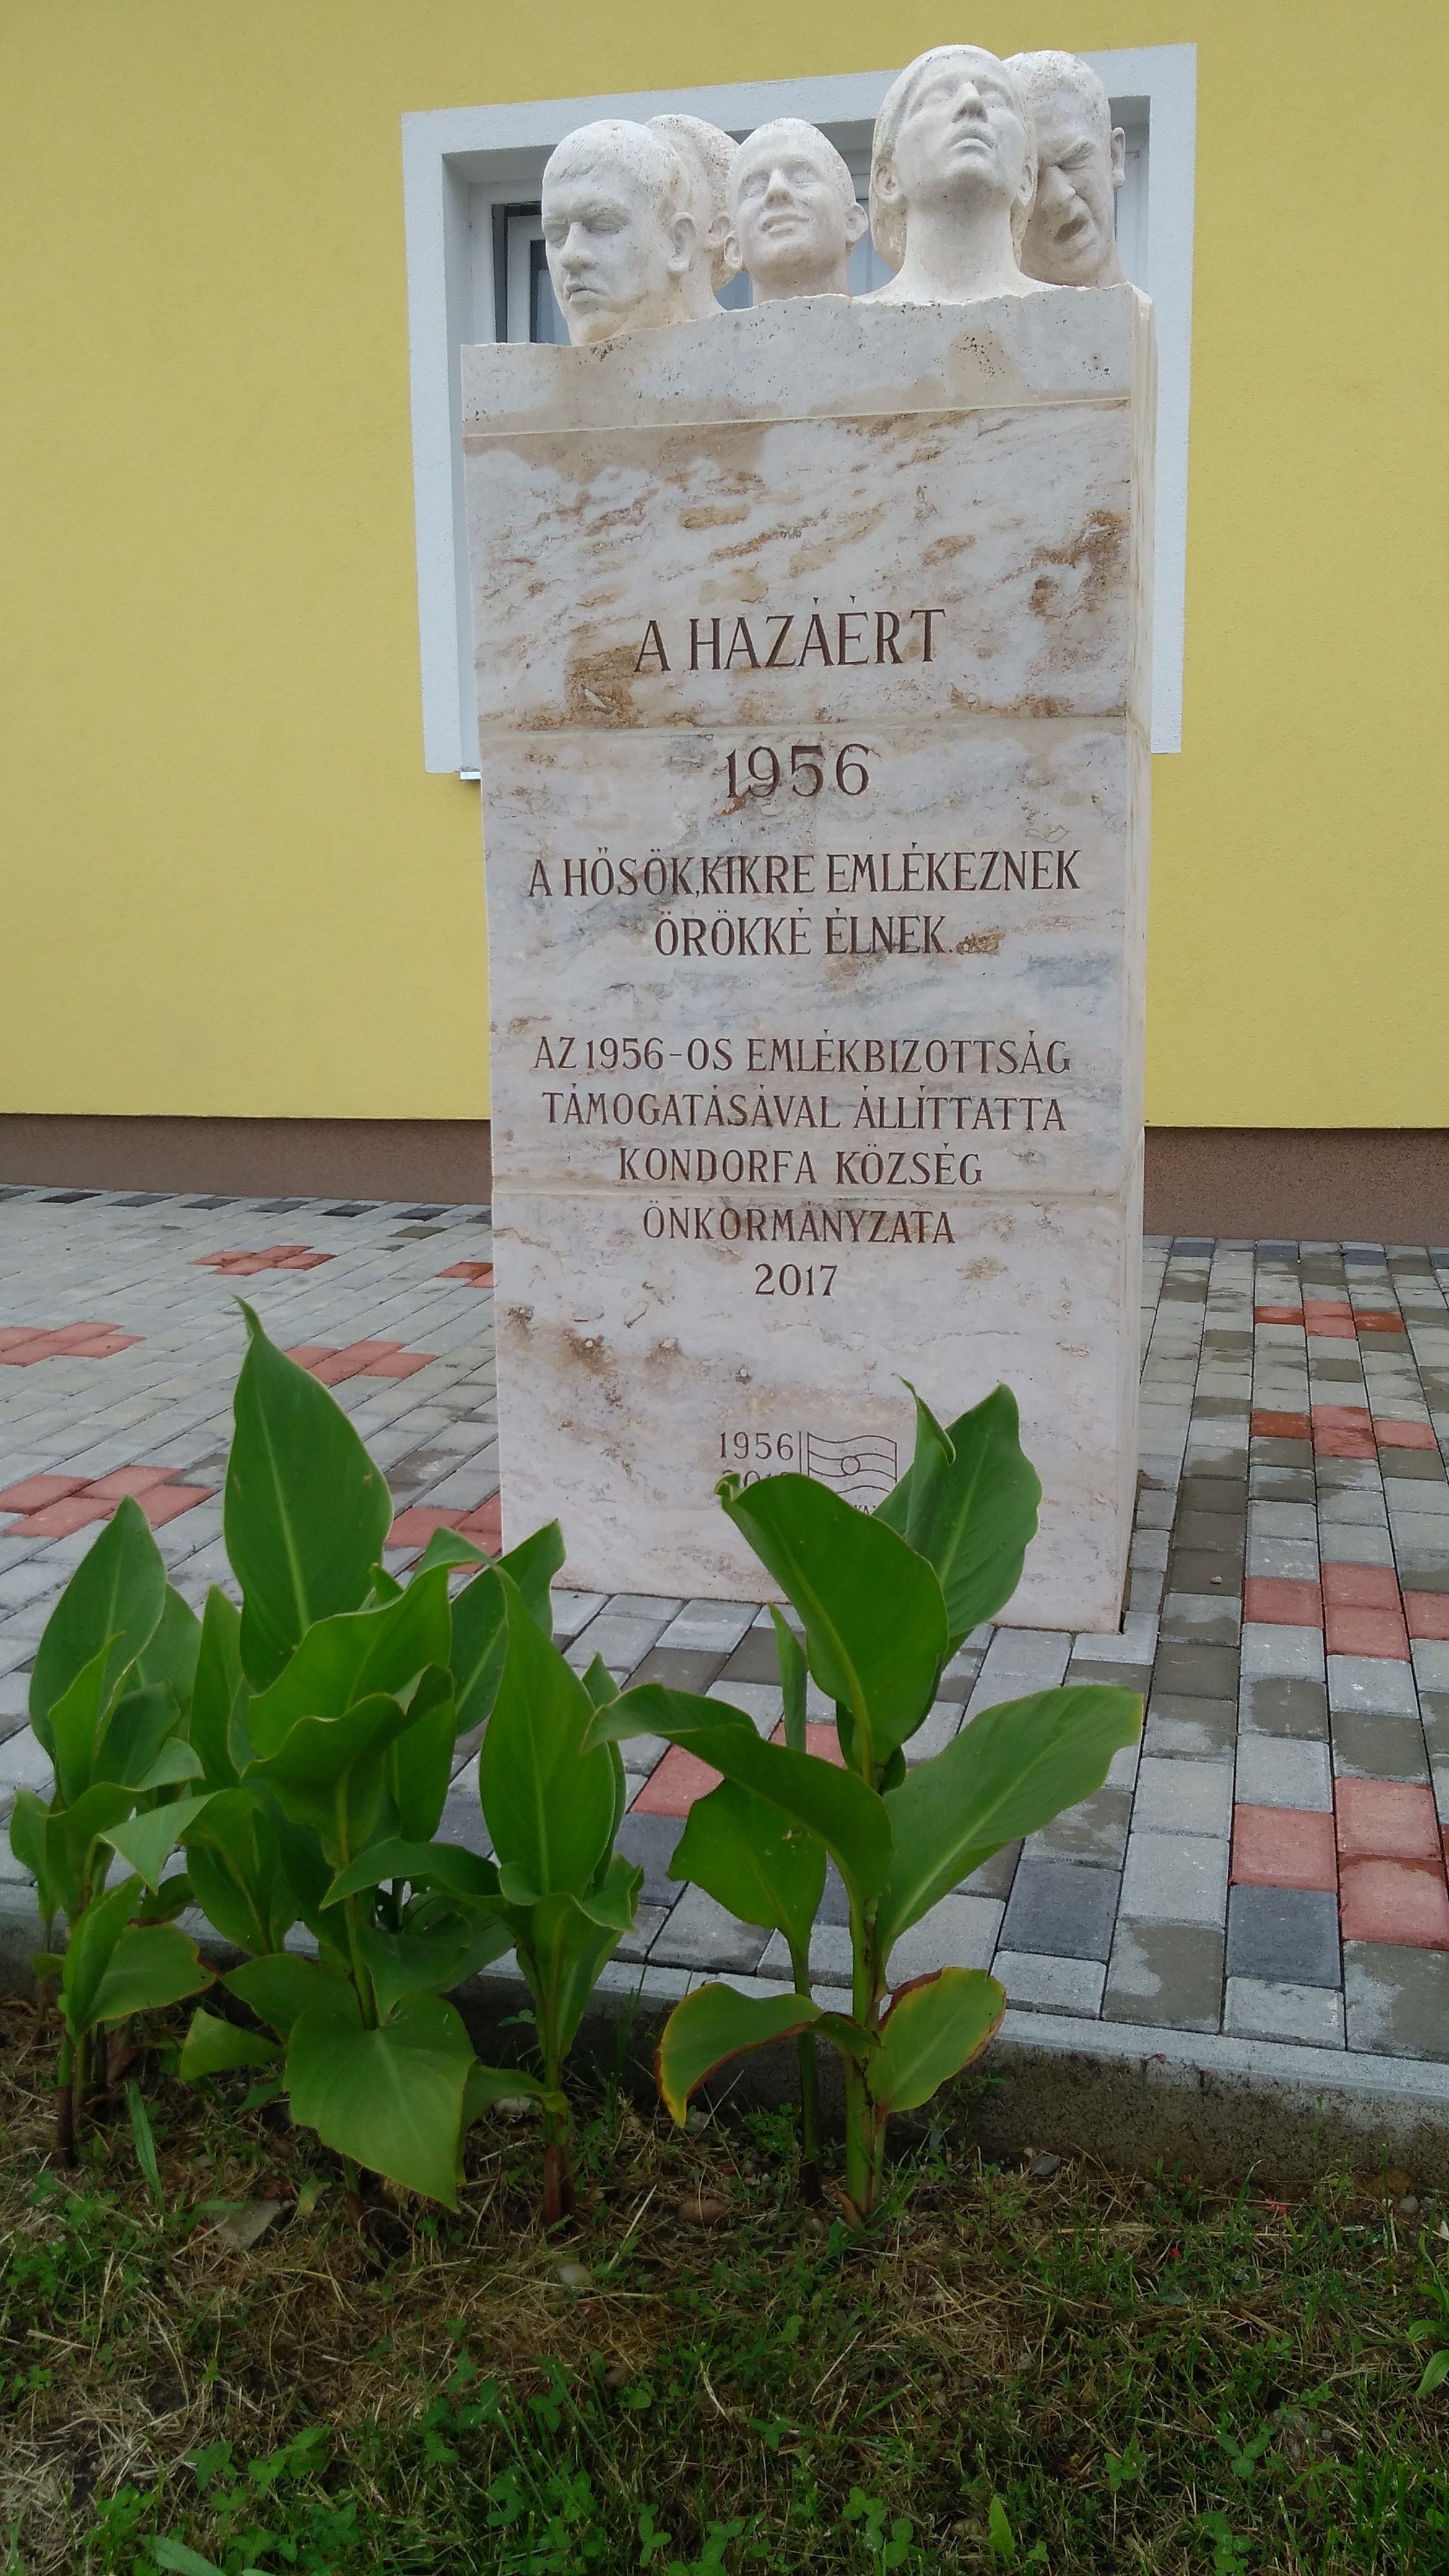 A HAZÁÉRT
1956
A HŐSÖK,KIKRE EMLÉKEZNEK
ÖRÖKKÉ ÉLNEK.
AZ 1956-OS EMLÉKBIZOTTSÁG
TÁMOGATÁSÁVAL ÁLLÍTTATTA
KONDORFA KÖZSÉG
ÖNKORMÁNYZATA
2017
1956